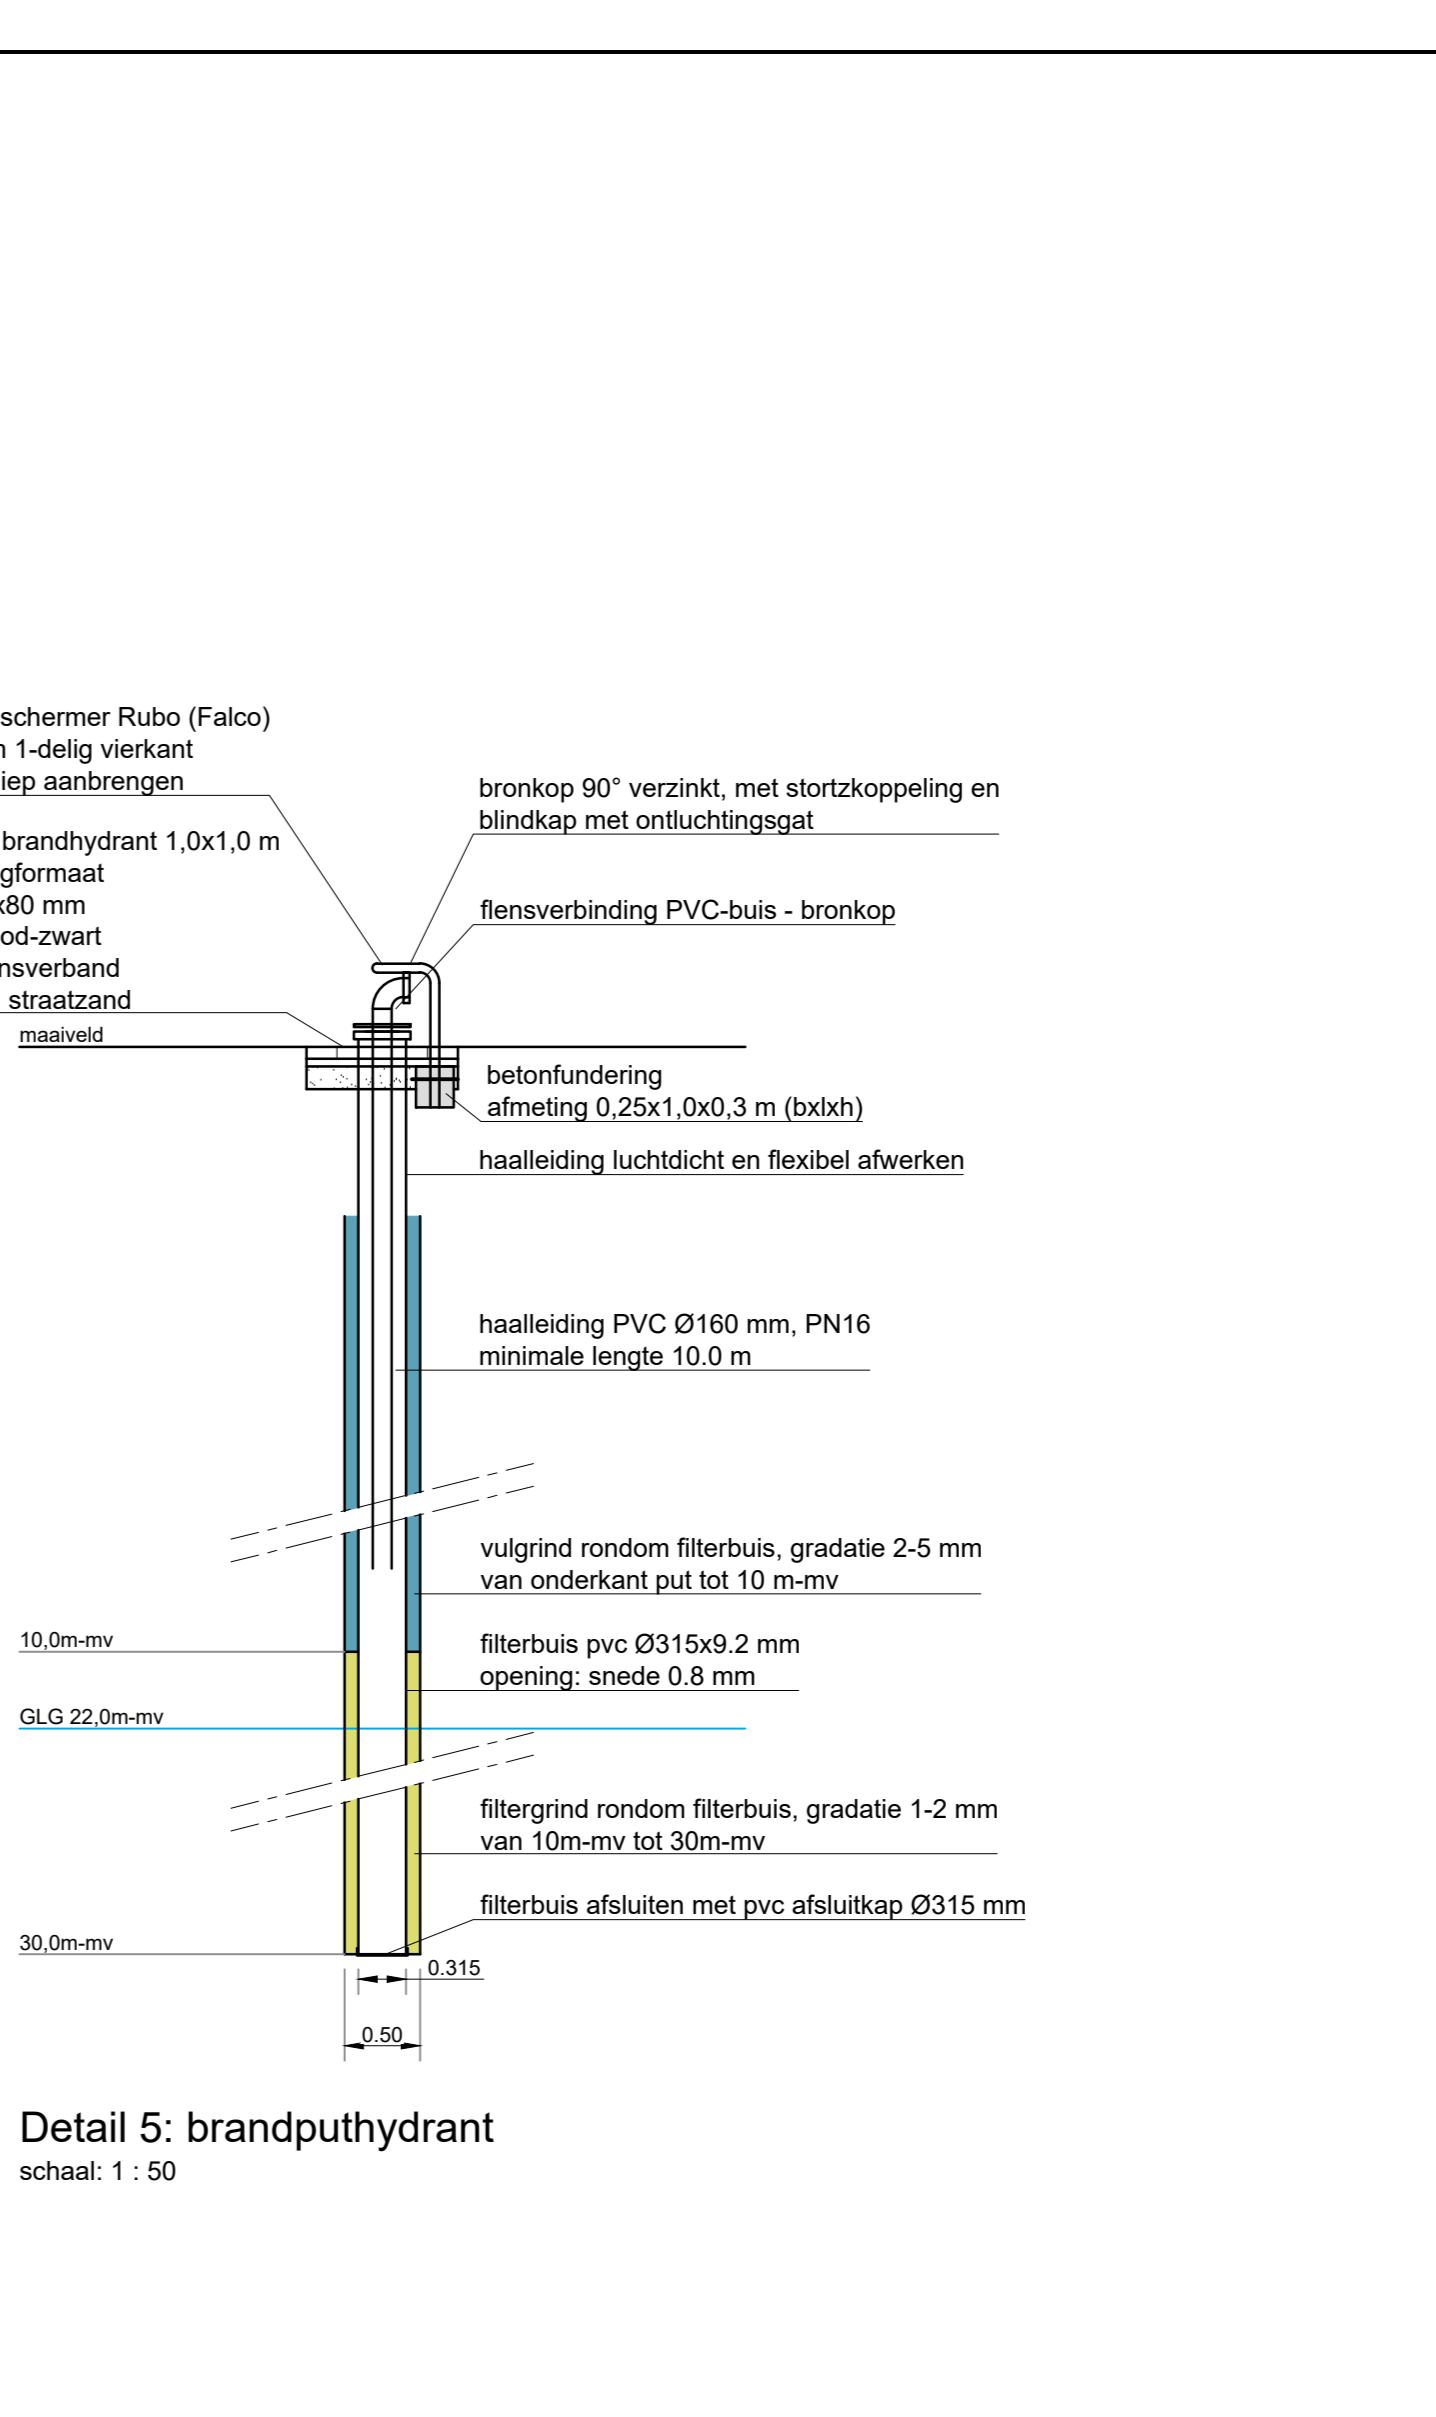 schermer Rubo (Falco)
1-delig vierkant
iep aanbrengen
brandhydrant 1,0x1,0 m
gformaat
x80 mm
od-zwart
nsverband
straatzand
maaiveld
bronkop 90° verzinkt, met stortzkoppeling en
blindkap met ontluchtingsgat
flensverbinding PVC-buis - bronkop
betonfundering
afmeting 0,25x1,0x0,3 m (bxlxh)
haalleiding luchtdicht en flexibel afwerken
haalleiding PVC Ø160 mm, PN16
minimale lengte 10.0 m
vulgrind rondom filterbuis, gradatie 2-5 mm
van onderkant put tot 10 m-mv
10,0m-mv
filterbuis pvc Ø315x9.2 mm
opening: snede 0.8 mm
GLG 22,0m-mv
filtergrind rondom filterbuis, gradatie 1-2 mm
van 10m-mv tot 30m-mv
filterbuis afsluiten met pvc afsluitkap Ø315 mm
30,0m-mv
0.315
0.50
Detail 5: brandputhydrant
schaal: 1 : 50